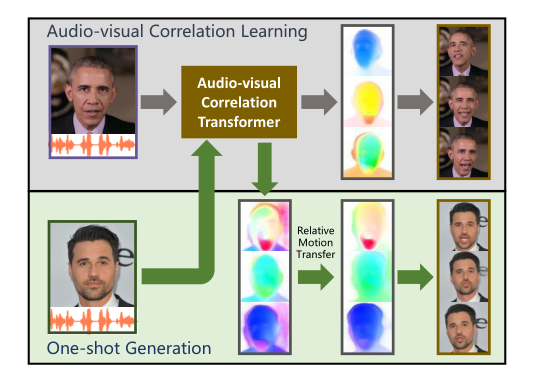 Audio-visual Correlation Learning
Audio-visual
Correlation
Transformer
Relative
Motion
Transfer
One-shot Generation